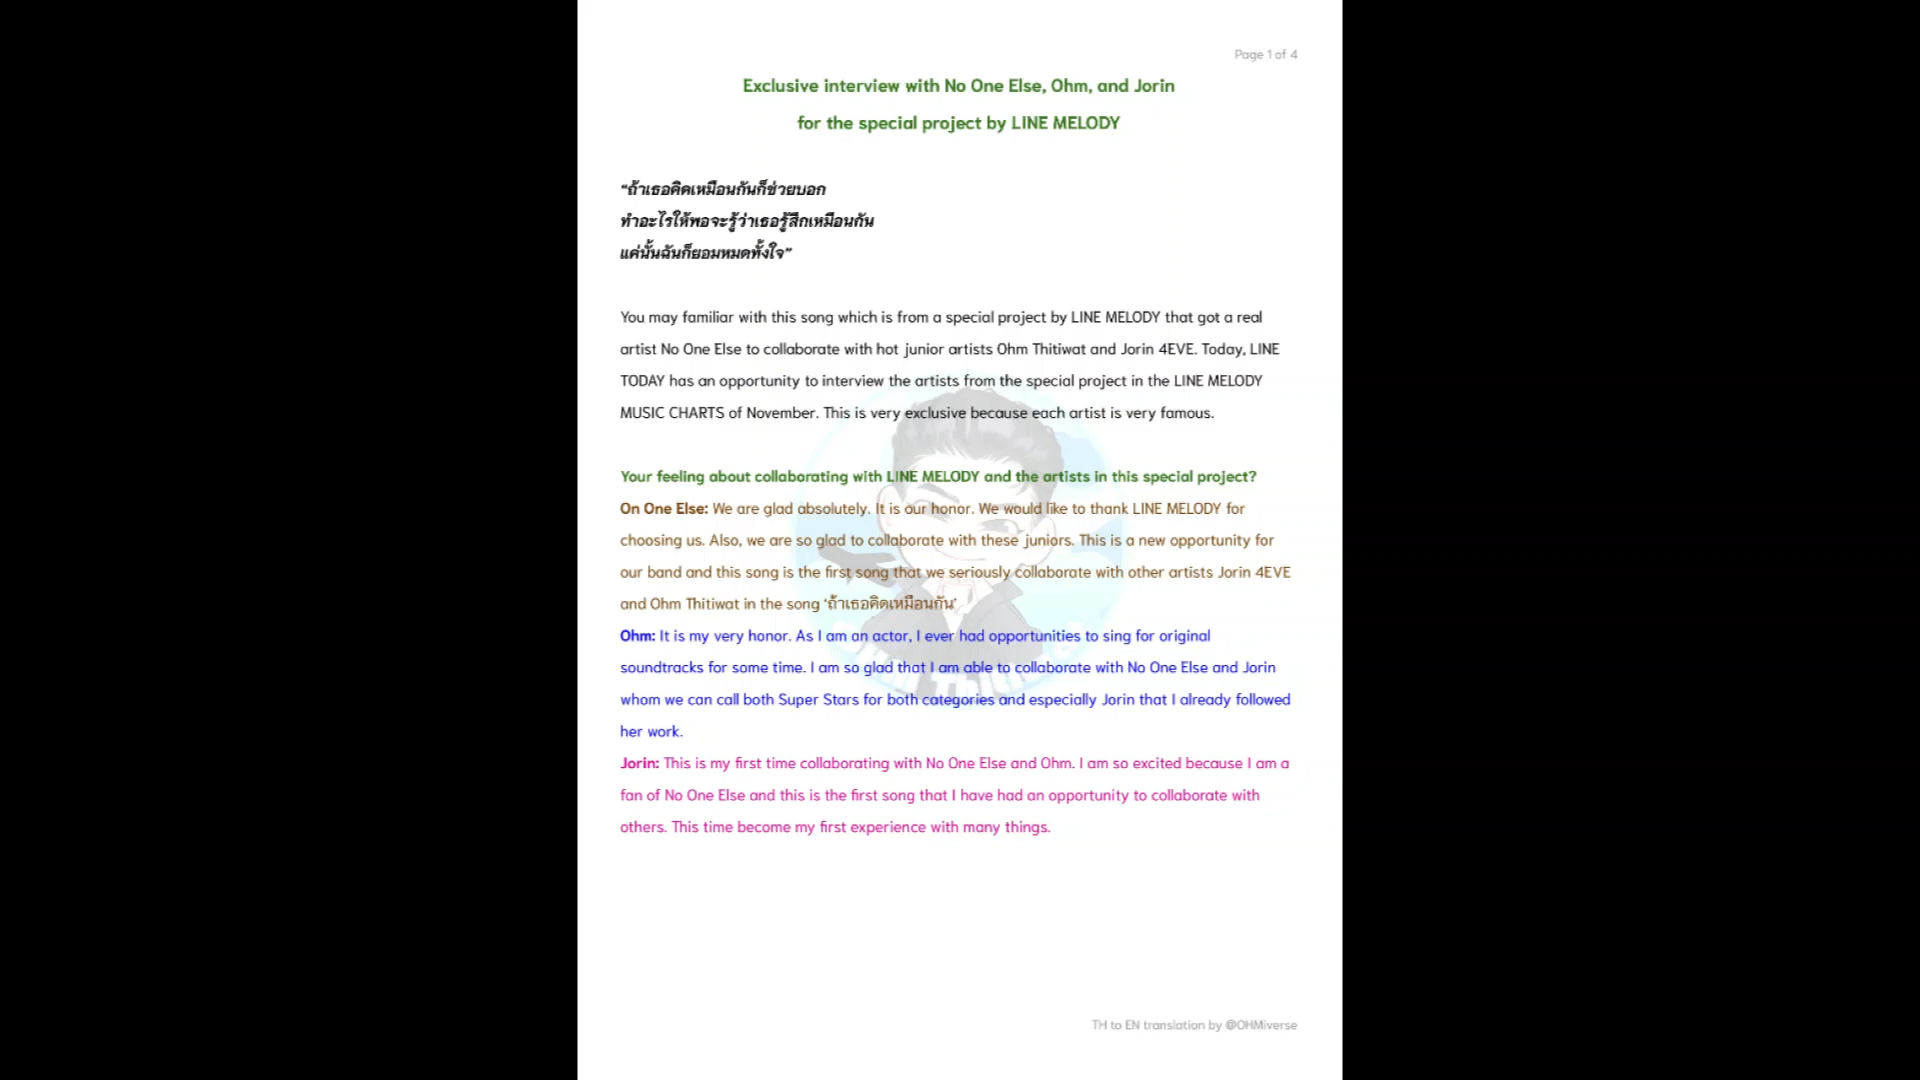 Page 1 of 4
Exclusive interview with No One Else, Ohm, and Jorin
for the special project by LINE MELODY
“ถ้าเธอคิดเหมือนกันก็ช่วยบอก
ทำอะไรให้พอจะรู้ว่าเธอรู้สึกเหมือนกัน
แค่นั้นฉันก็ยอมหมดทั้งใจ”
You may familiar with this song which is from a special project by LINE MELODY that got a real
artist No One Else to collaborate with hot junior artists Ohm Thitiwat and Jorin 4EVE. Today, LINE
TODAY has an opportunity to interview the artists from the special project in the LINE MELODY
MUSIC CHARTS of November. This is very exclusive because each artist is very famous.
Your feeling about collaborating with LINE MELODY and the artists in this special project?
On One Else: We are glad absolutely. It is our honor. We would like to thank LINE MELODY for
choosing us. Also, we are so glad to collaborate with these juniors. This is a new opportunity for
our band and this song is the first song that we seriously collaborate with other artists Jorin 4EVE
and Ohm Thitiwat in the song ‘ถ้าเธอคิดเหมือนกัน’
Ohm: It is my very honor. As I am an actor, I ever had opportunities to sing for original
soundtracks for some time. I am so glad that I am able to collaborate with No One Else and Jorin
whom we can call both Super Stars for both categories and especially Jorin that I already followed
her work.
Jorin: This is my first time collaborating with No One Else and Ohm. I am so excited because I am a
fan of No One Else and this is the first song that I have had an opportunity to collaborate with
others. This time become my first experience with many things.
TH to EN translation by @OHMiverse